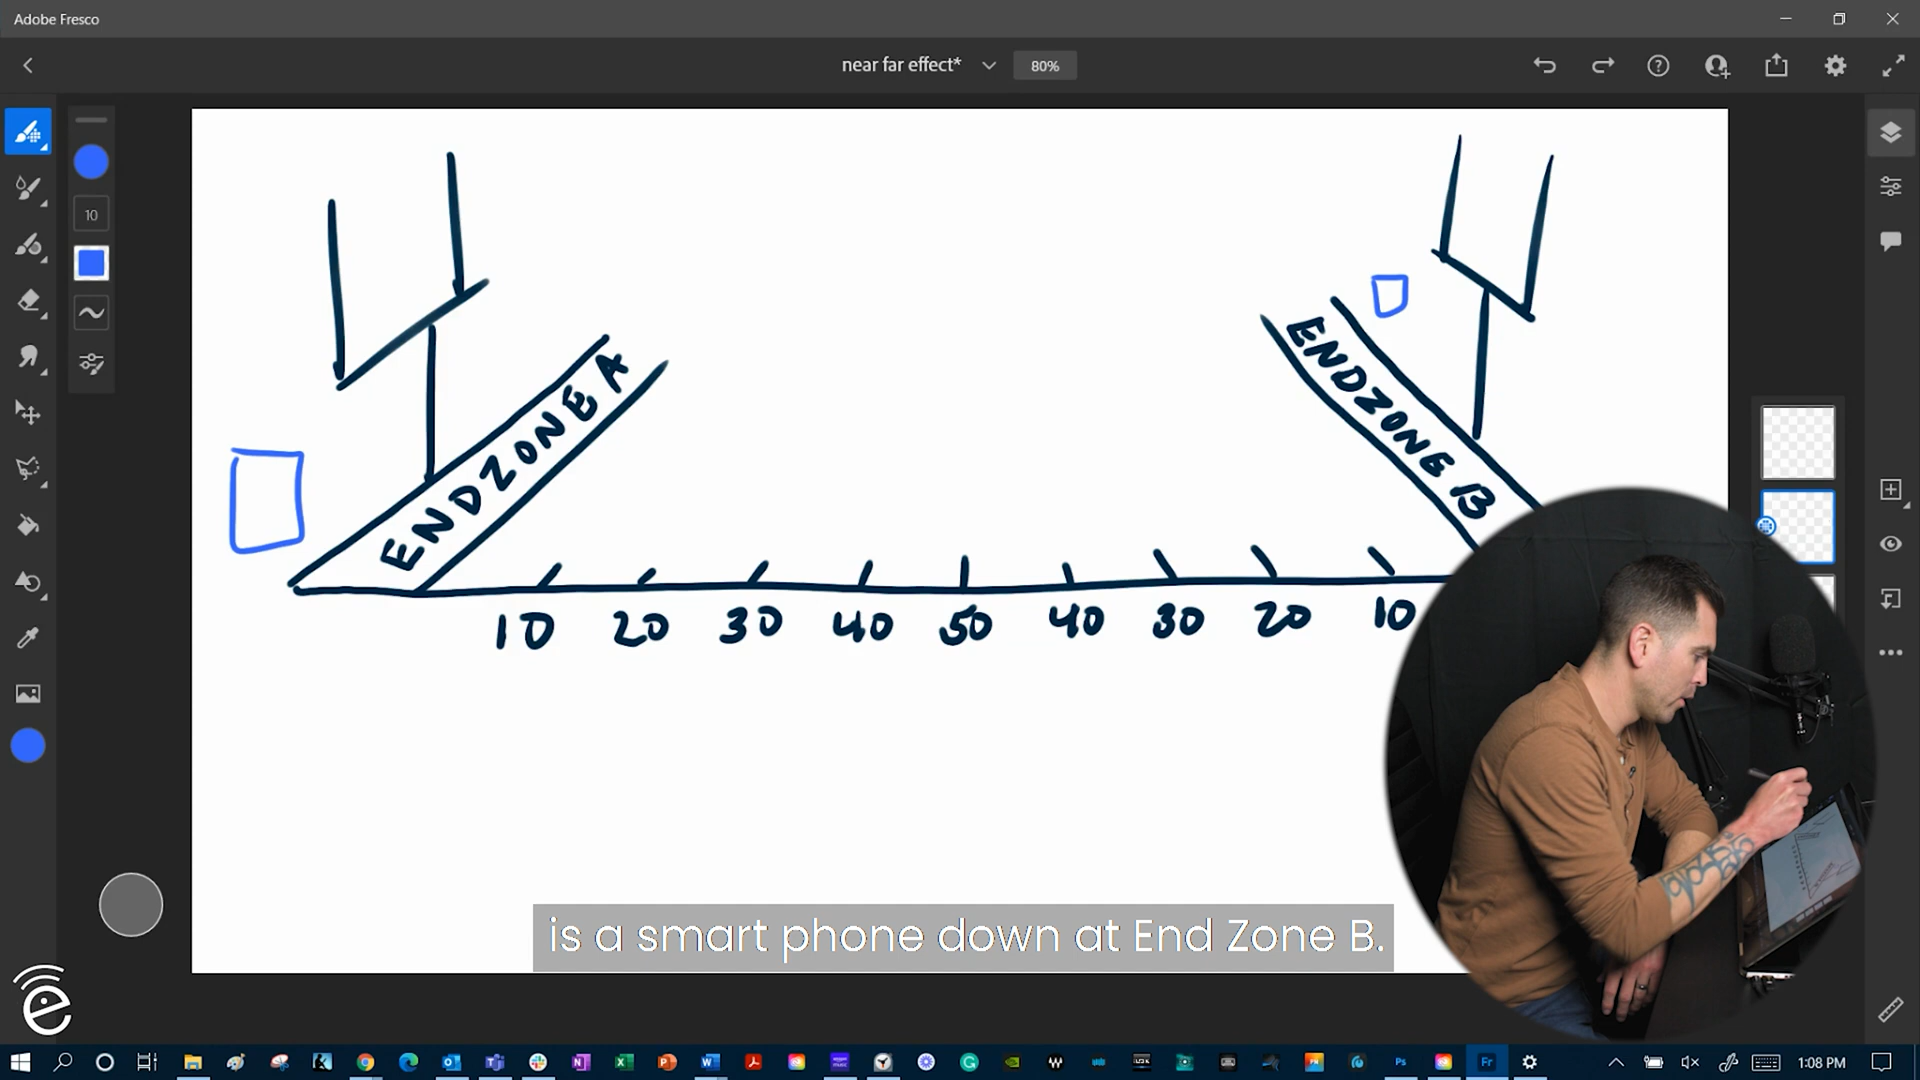 Adobe Fresco
near far effect*
80%
10
ENDZONE A
ENDZONE B
10 20 30 40 50 40 30 20 10
is a smart phone down at End Zone B.
1:08 PM